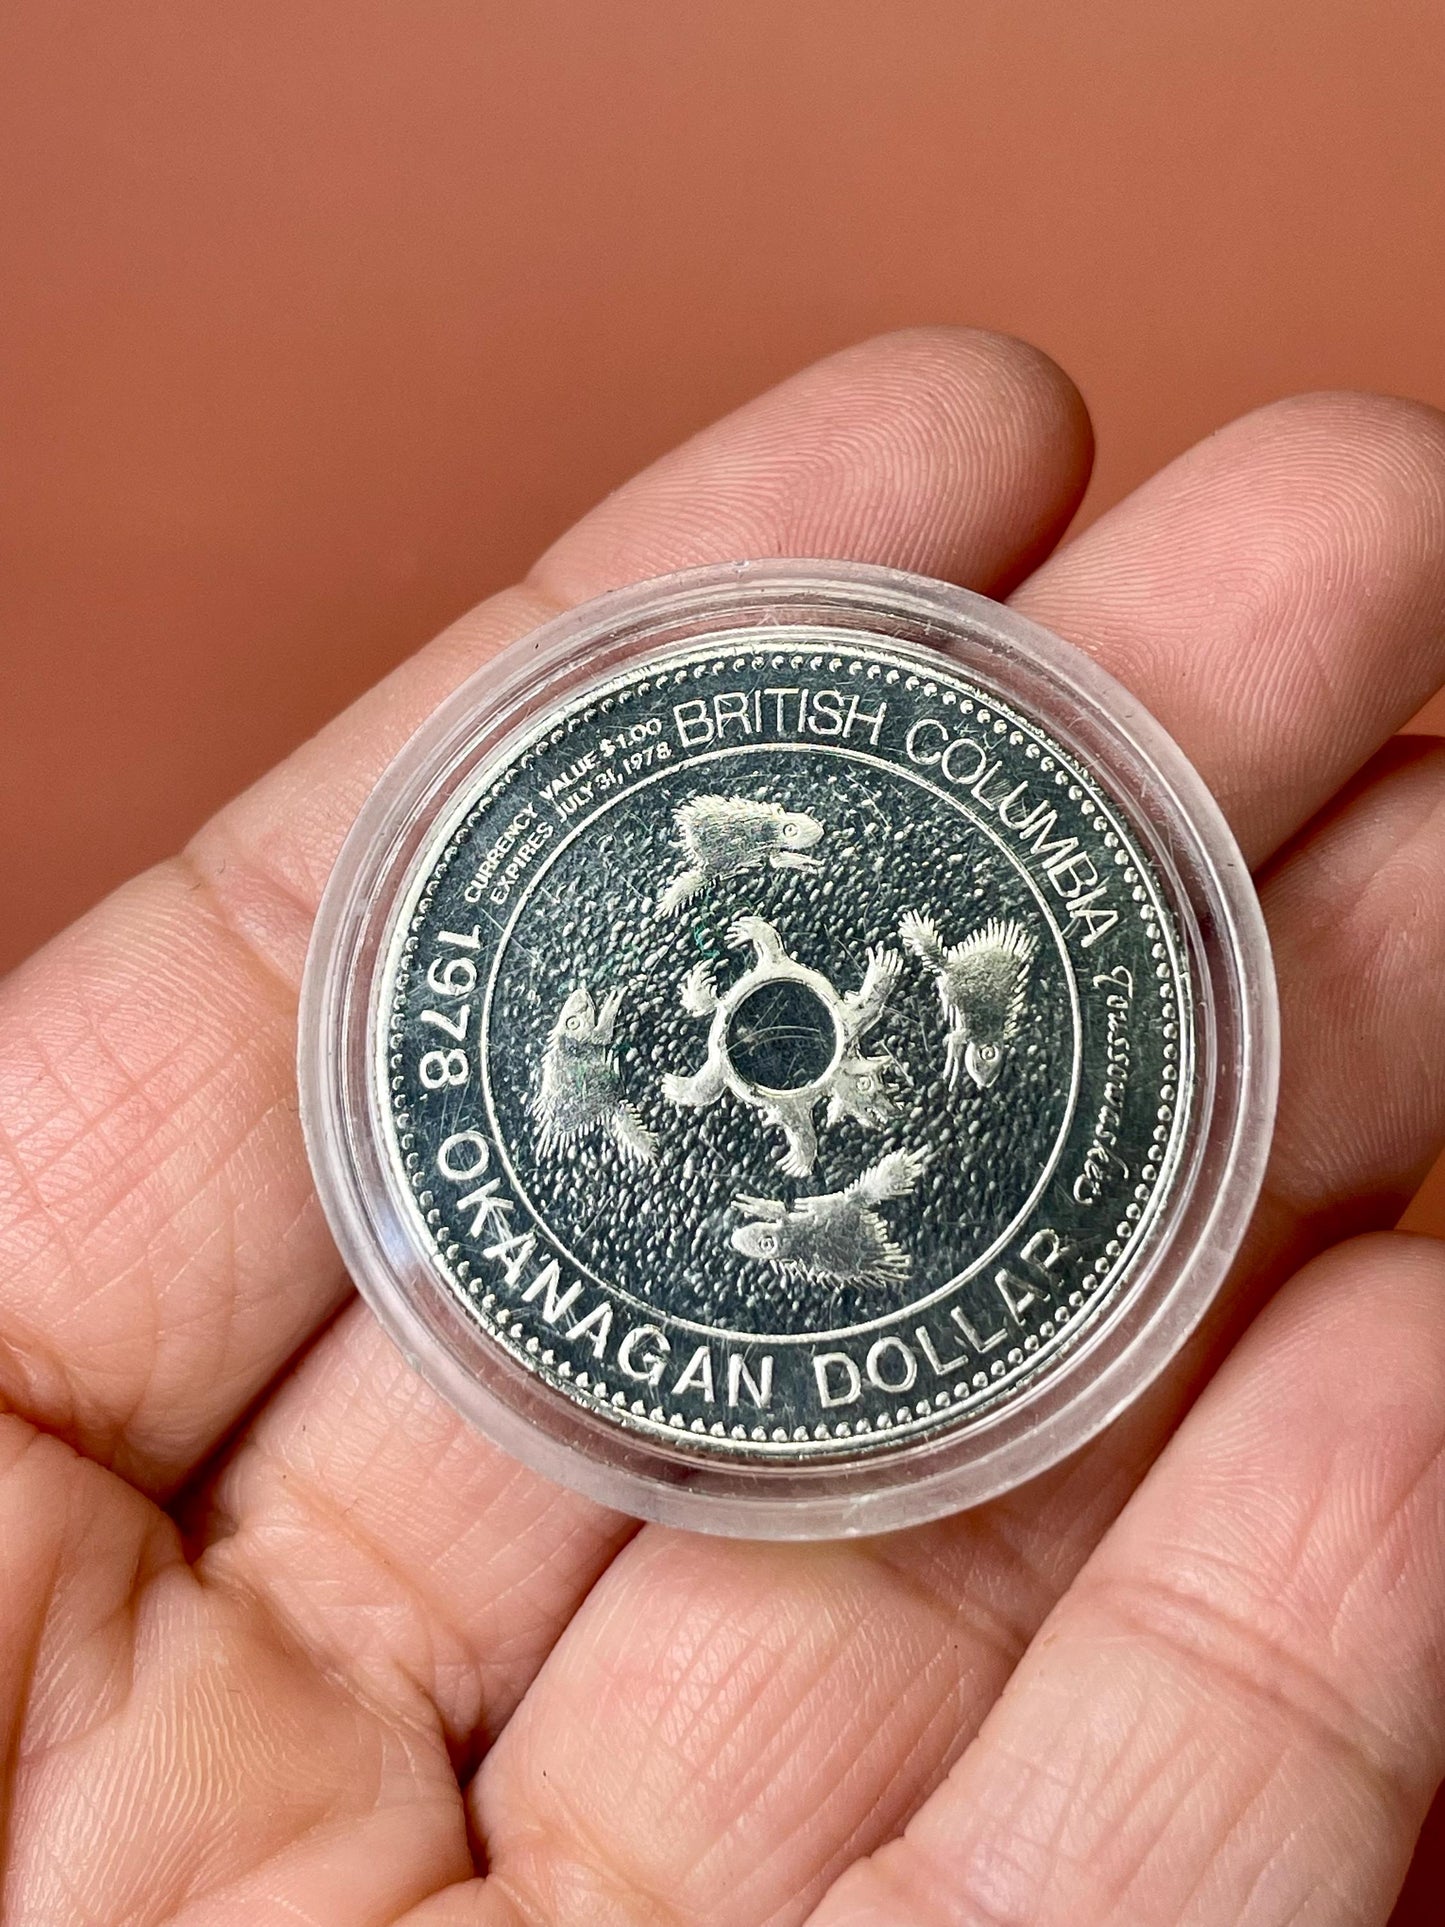 BRITISH COLUMBIA
CURRENCY VALUE $1.00
EXPIRES JULY 31, 1978
1978 OKANAGAN DOLLAR